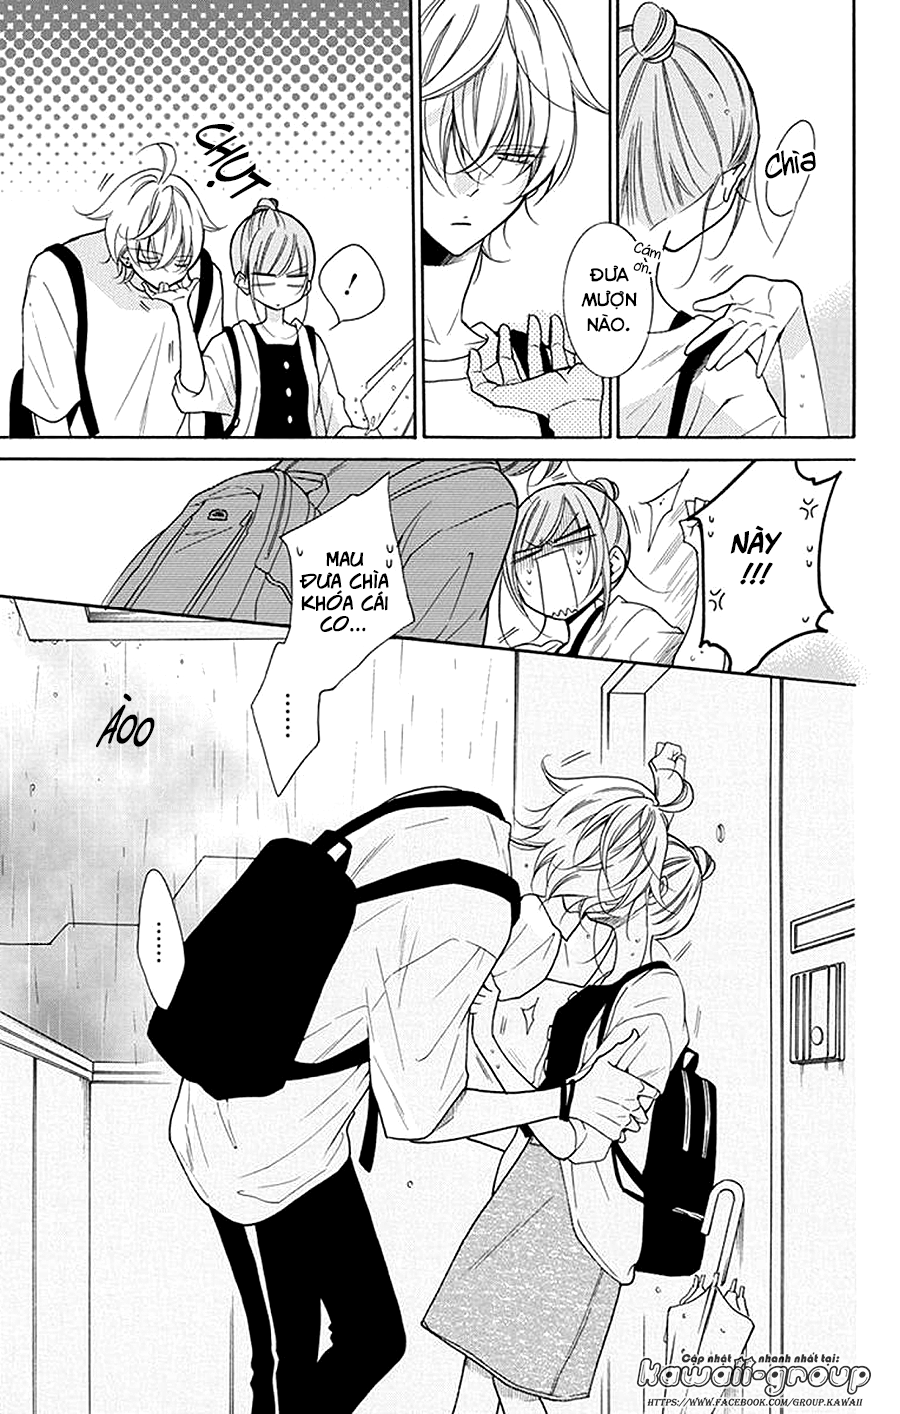 Chìa
Cám
ơn.
ĐƯA
MƯỢN
NÀO.
CHỤT
!
NÀY
!!!
MAU
ĐƯA CHÌA
KHÓA CÁI
COI...
......
ÀOO
......
Cập nhật nhanh nhất tại:
kawaii-group
HTTPS://WWW.FACEBOOK.COM/GROUP.KAWAII